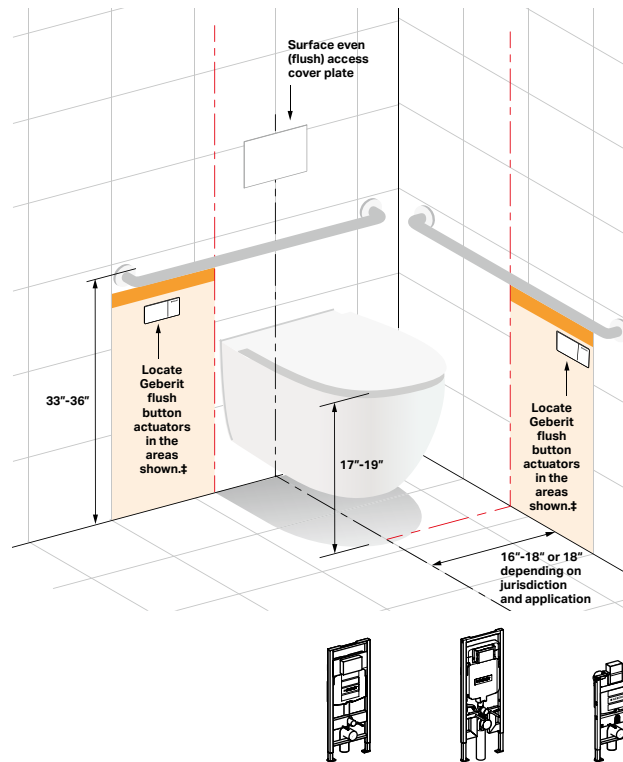 Surface even
(flush) access
cover plate
33”-36”
Locate
Geberit
flush
button
actuators
in the
areas
shown.‡
17”-19”
Locate
Geberit
flush
button
actuators
in the
areas
shown.‡
16”-18” or 18”
depending on
jurisdiction
and application